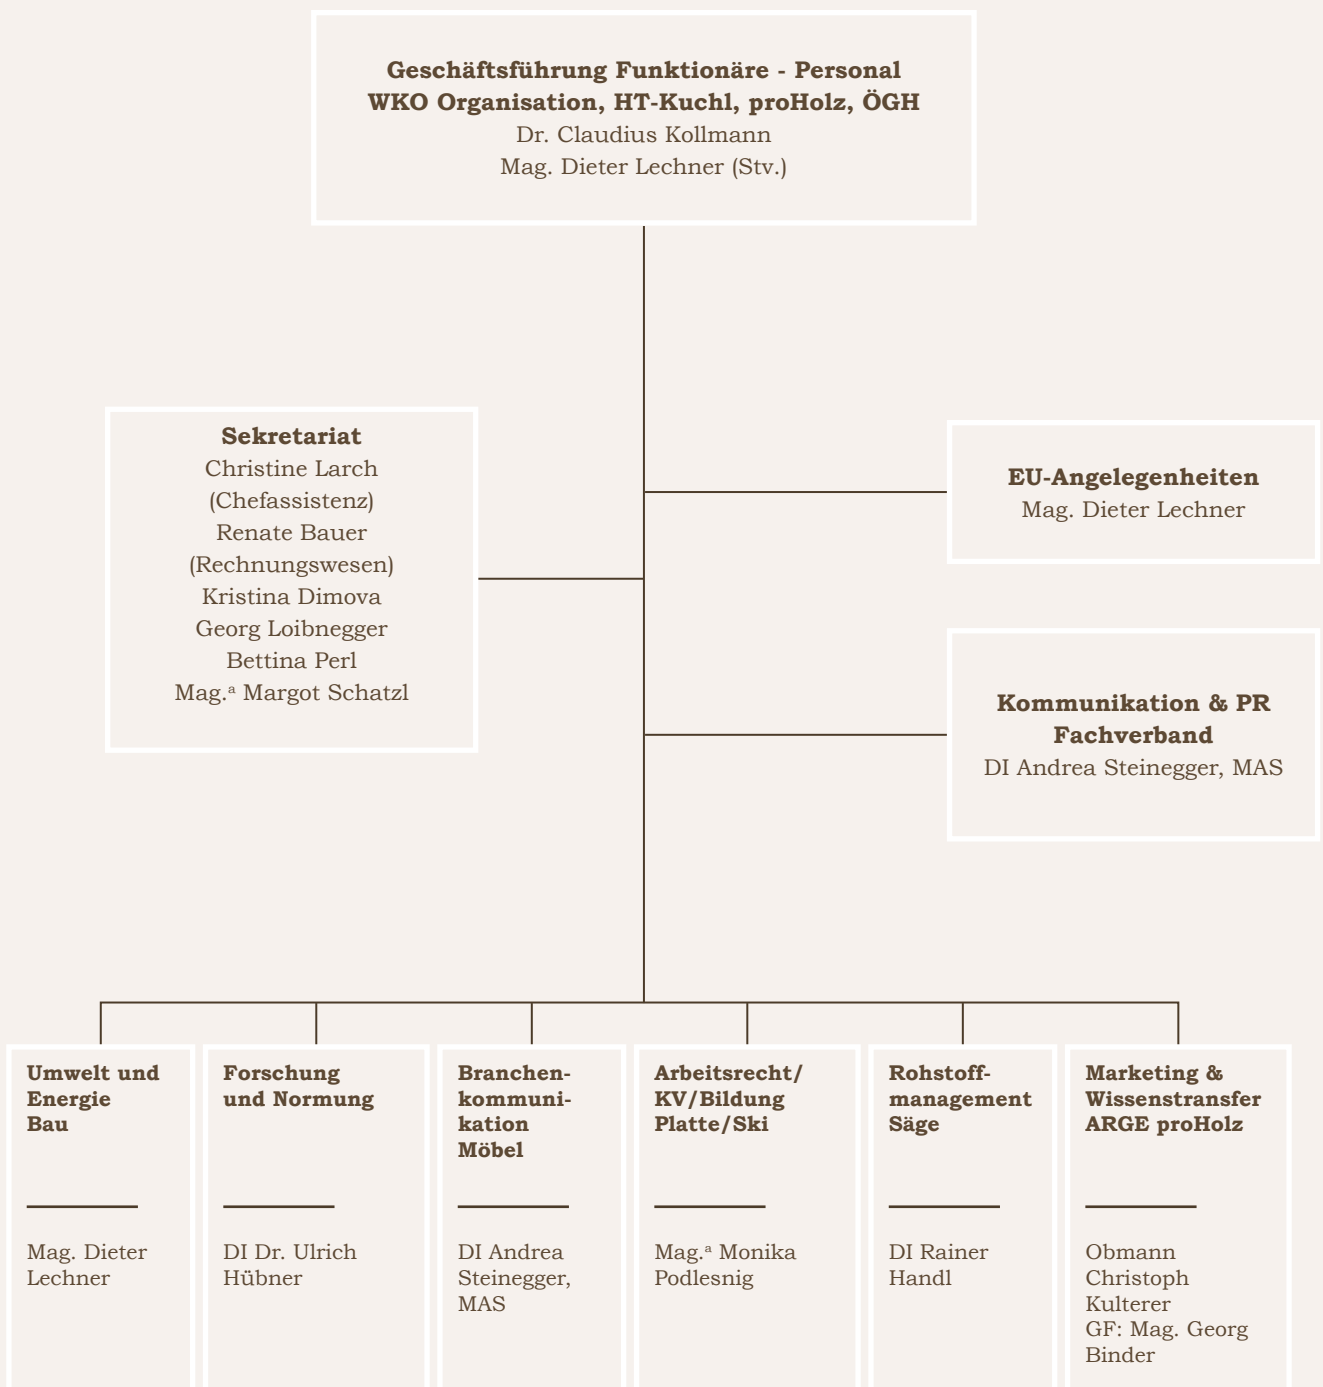 Geschäftsführung Funktionäre - Personal
WKO Organisation, HT-Kuchl, proHolz, ÖGH
Dr. Claudius Kollmann
Mag. Dieter Lechner (Stv.)
Sekretariat
Christine Larch
(Chefassistenz)
Renate Bauer
(Rechnungswesen)
Kristina Dimova
Georg Loibnegger
Bettina Perl
Mag.ª Margot Schatzl
EU-Angelegenheiten
Mag. Dieter Lechner
Kommunikation & PR
Fachverband
DI Andrea Steinegger, MAS
Umwelt und
Energie
Bau
Mag. Dieter
Lechner
Forschung
und Normung
DI Dr. Ulrich
Hübner
Branchen-
kommuni-
kation
Möbel
DI Andrea
Steinegger,
MAS
Arbeitsrecht/
KV/Bildung
Platte/Ski
Mag.ª Monika
Podlesnig
Rohstoff-
management
Säge
DI Rainer
Handl
Marketing &
Wissenstransfer
ARGE proHolz
Obmann
Christoph
Kulterer
GF: Mag. Georg
Binder